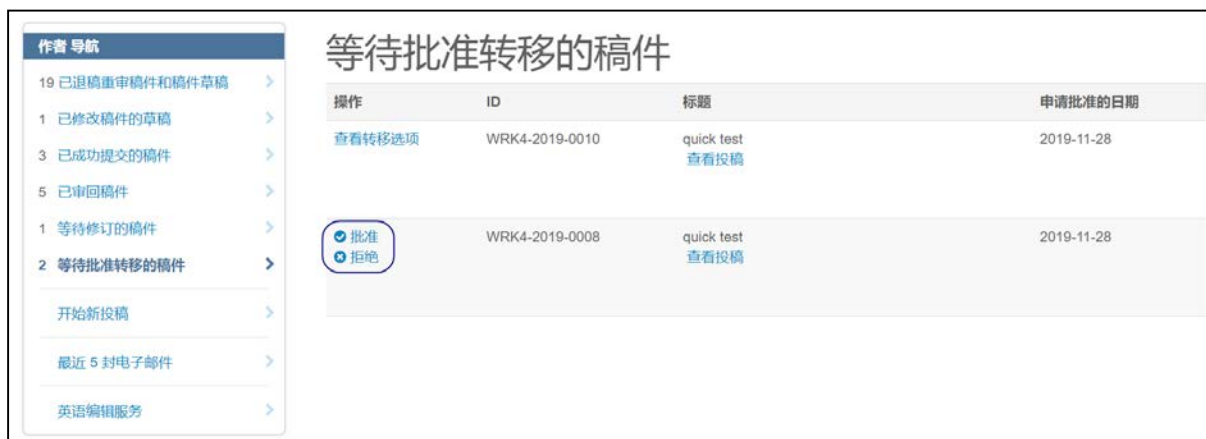 作者 导航
19 已退稿重审稿件和稿件草稿
1 已修改稿件的草稿
3 已成功提交的稿件
5 已审回稿件
1 等待修订的稿件
2 等待批准转移的稿件
开始新投稿
最近 5 封电子邮件
英语编辑服务
等待批准转移的稿件
操作 ID 标题 申请批准的日期
查看转移选项 WRK4-2019-0010 quick test 2019-11-28
查看投稿
批准 WRK4-2019-0008 quick test 2019-11-28
拒绝 查看投稿